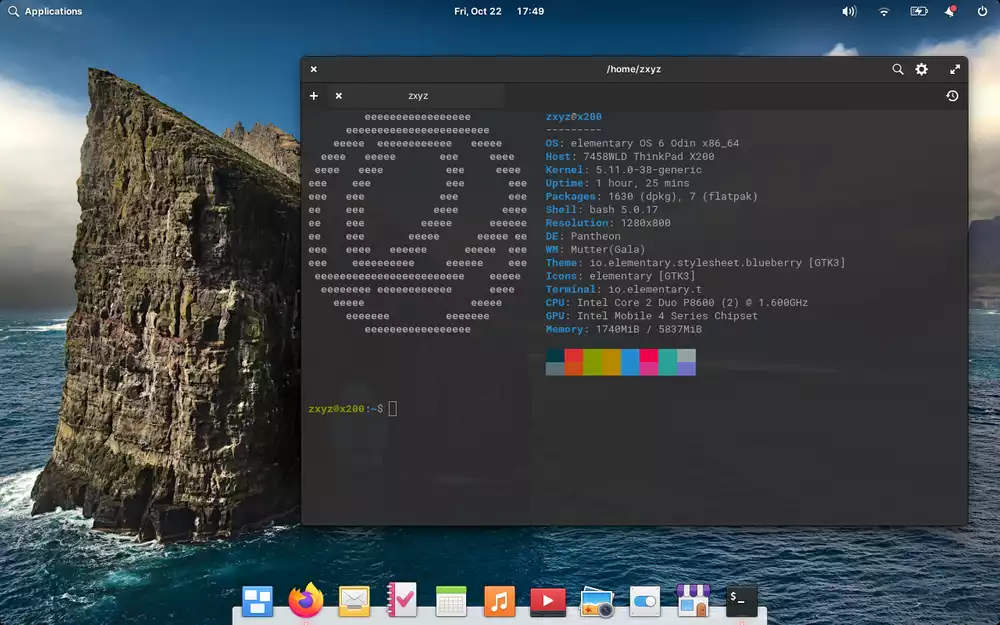 Applications
Fri, Oct 22 17:49
/home/zxyz
zxyz
eeeeeeeeeeeeeeeee zxyz@x200
eeeeeeeeeeeeeeeeeeeeeee ---------
eeeee eeeeeeeeeeee eeeee OS: elementary OS 6 Odin x86_64
eeee eeeee eee eeee Host: 7458WLD ThinkPad X200
eeee eeee eee eeee Kernel: 5.11.0-38-generic
eee eee eee eee Uptime: 1 hour, 25 mins
eee eee eee eee Packages: 1630 (dpkg), 7 (flatpak)
ee eee eeee eeee Shell: bash 5.0.17
ee eee eeeee eeeeee Resolution: 1280x800
ee eee eeeee eeeee ee DE: Pantheon
eee eeee eeeeee eeeee eee WM: Mutter(Gala)
eee eeeeeeeeee eeeeee eee Theme: io.elementary.stylesheet.blueberry [GTK3]
eeeeeeeeeeeeeeeeeeeeeeee eeeee Icons: elementary [GTK3]
eeeeeeee eeeeeeeeeeee eeee Terminal: io.elementary.t
eeeee eeeee CPU: Intel Core 2 Duo P8600 (2) @ 1.600GHz
eeeeeee eeeeeee GPU: Intel Mobile 4 Series Chipset
eeeeeeeeeeeeeeeee Memory: 1740MiB / 5837MiB
zxyz@x200:~$
$_